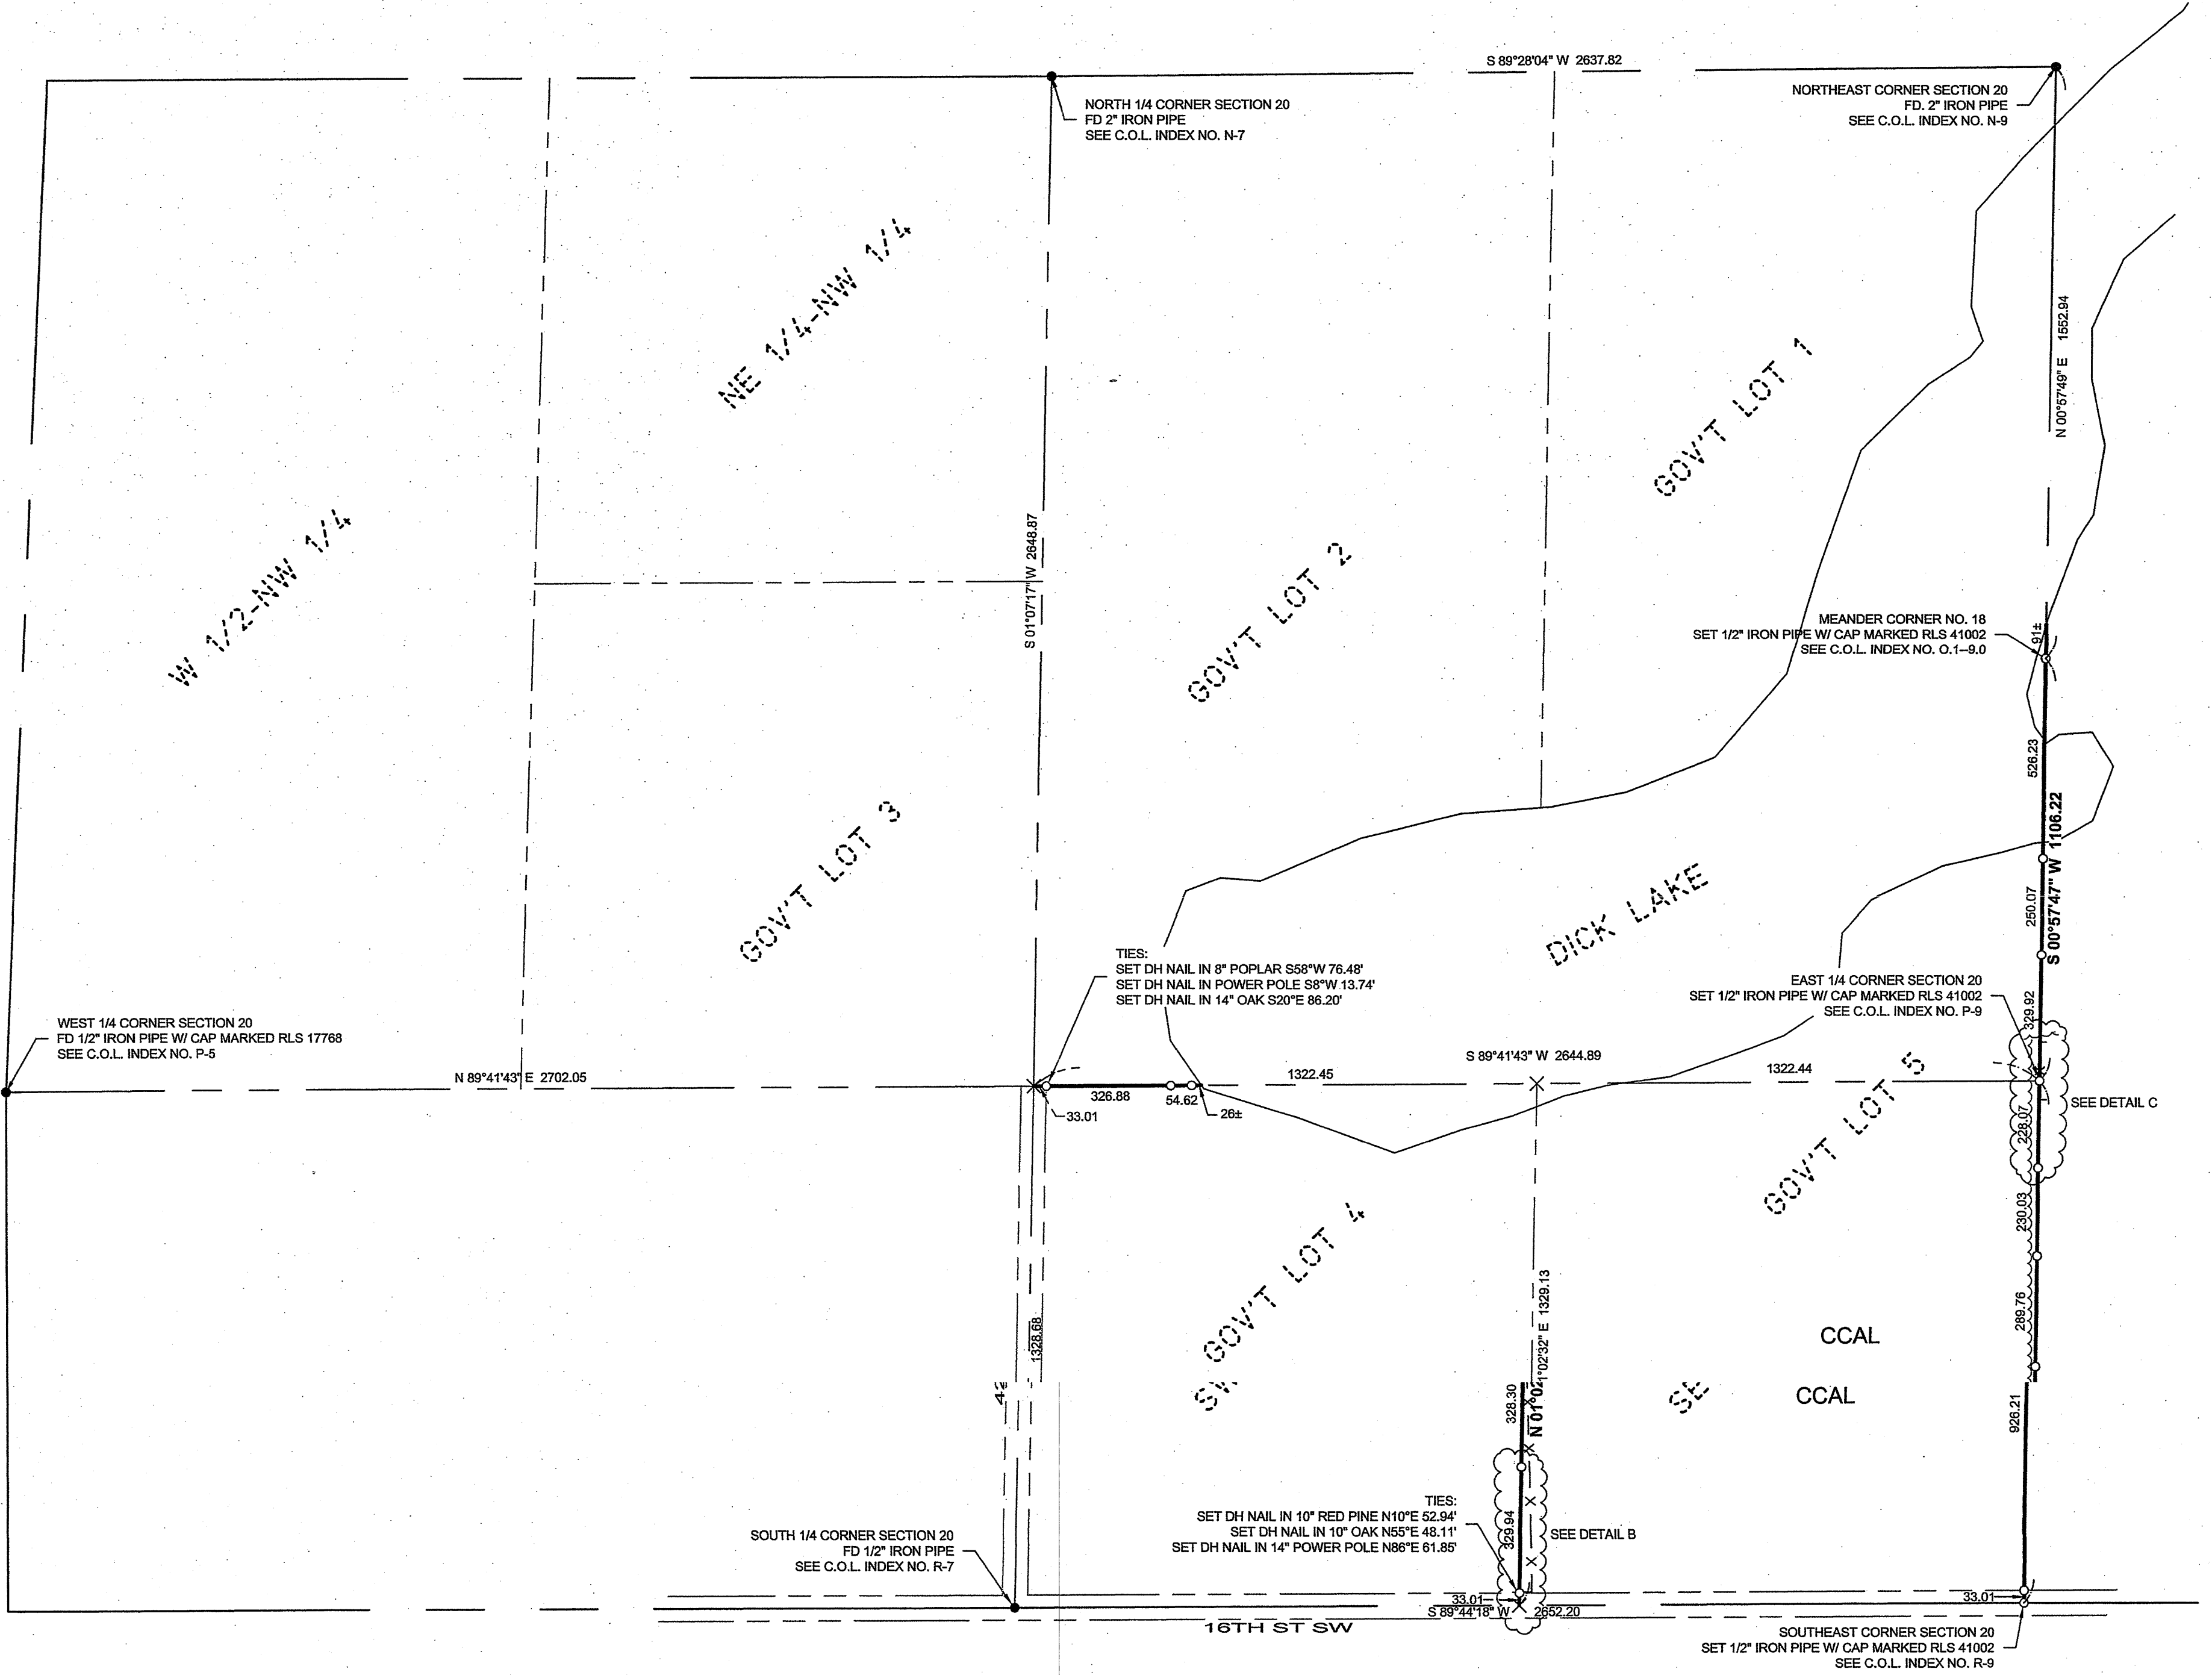 S 89°28'04" W 2637.82
NORTH 1/4 CORNER SECTION 20
FD 2" IRON PIPE
SEE C.O.L. INDEX NO. N-7
NORTHEAST CORNER SECTION 20
FD. 2" IRON PIPE
SEE C.O.L. INDEX NO. N-9
NE 1/4-NW 1/4
GOV'T LOT 1
N 00°57'49" E 1552.94
W 1/2-NW 1/4
S 01°07'17" W 2648.87
GOV'T LOT 2
MEANDER CORNER NO. 18
SET 1/2" IRON PIPE W/ CAP MARKED RLS 41002
SEE C.O.L. INDEX NO. O.1–9.0
91±
526.23
S 00°57'47" W 1106.22
250.07
GOV'T LOT 3
DICK LAKE
TIES:
SET DH NAIL IN 8" POPLAR S58°W 76.48'
SET DH NAIL IN POWER POLE S8°W 13.74'
SET DH NAIL IN 14" OAK S20°E 86.20'
EAST 1/4 CORNER SECTION 20
SET 1/2" IRON PIPE W/ CAP MARKED RLS 41002
SEE C.O.L. INDEX NO. P-9
329.92
WEST 1/4 CORNER SECTION 20
FD 1/2" IRON PIPE W/ CAP MARKED RLS 17768
SEE C.O.L. INDEX NO. P-5
N 89°41'43" E 2702.05
S 89°41'43" W 2644.89
1322.45
1322.44
326.88
54.62
33.01
26±
SEE DETAIL C
228.07
GOV'T LOT 5
230.03
GOV'T LOT 4
289.76
1328.68
1°02'32" E 1329.13
CCAL
CCAL
SE
328.30
N 01°0
926.21
TIES:
SET DH NAIL IN 10" RED PINE N10°E 52.94'
SET DH NAIL IN 10" OAK N55°E 48.11'
SET DH NAIL IN 14" POWER POLE N86°E 61.85'
329.94
SEE DETAIL B
SOUTH 1/4 CORNER SECTION 20
FD 1/2" IRON PIPE
SEE C.O.L. INDEX NO. R-7
33.01
33.01
S 89°44'18" W 2652.20
16TH ST SW
SOUTHEAST CORNER SECTION 20
SET 1/2" IRON PIPE W/ CAP MARKED RLS 41002
SEE C.O.L. INDEX NO. R-9